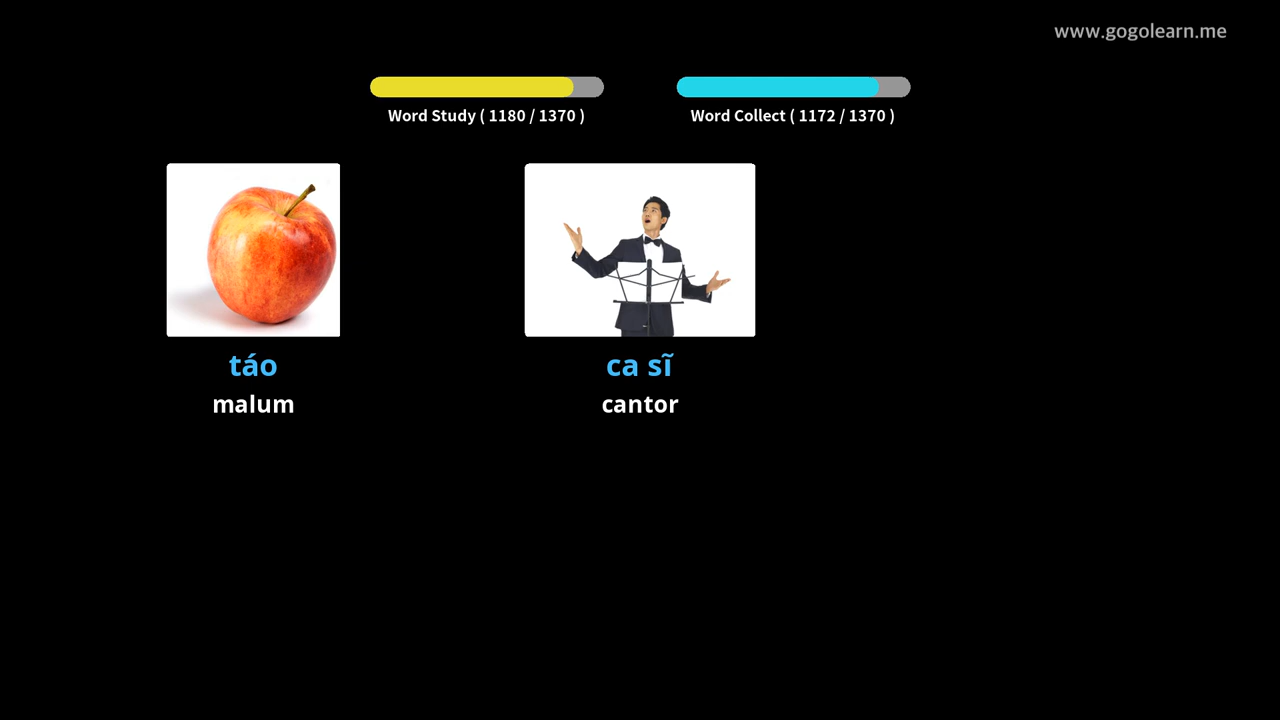 www.gogolearn.me
Word Study ( 1180 / 1370 )
Word Collect ( 1172 / 1370 )
táo
malum
ca sĩ
cantor